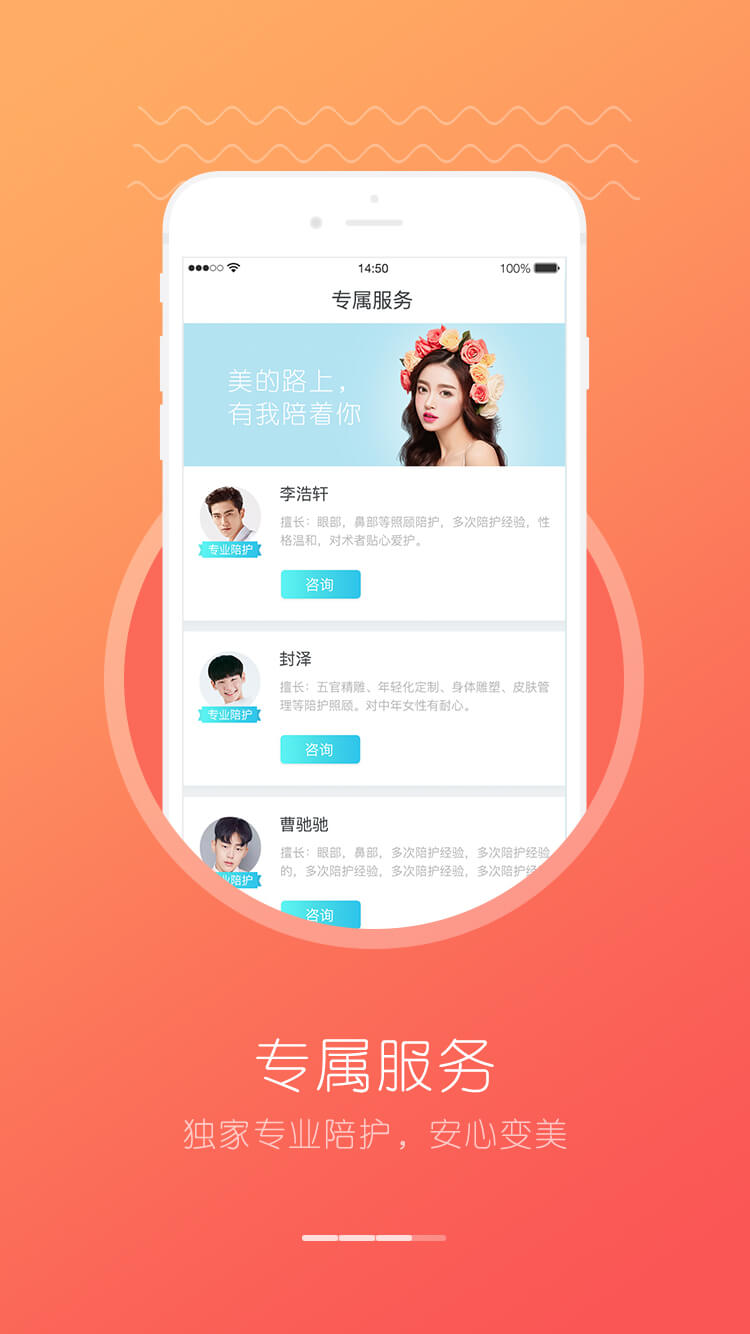 14:50
100%
专属服务
美的路上，
有我陪着你
李浩轩
擅长：眼部，鼻部等照顾陪护，多次陪护经验，性
格温和，对术者贴心爱护。
专业陪护
咨询
封泽
擅长：五官精雕、年轻化定制、身体雕塑、皮肤管
理等陪护照顾。对中年女性有耐心。
专业陪护
咨询
曹驰驰
擅长：眼部，鼻部，多次陪护经验，多次陪护经验
的，多次陪护经验，多次陪护经验，多次陪护经
业陪护
咨询
专属服务
独家专业陪护，安心变美